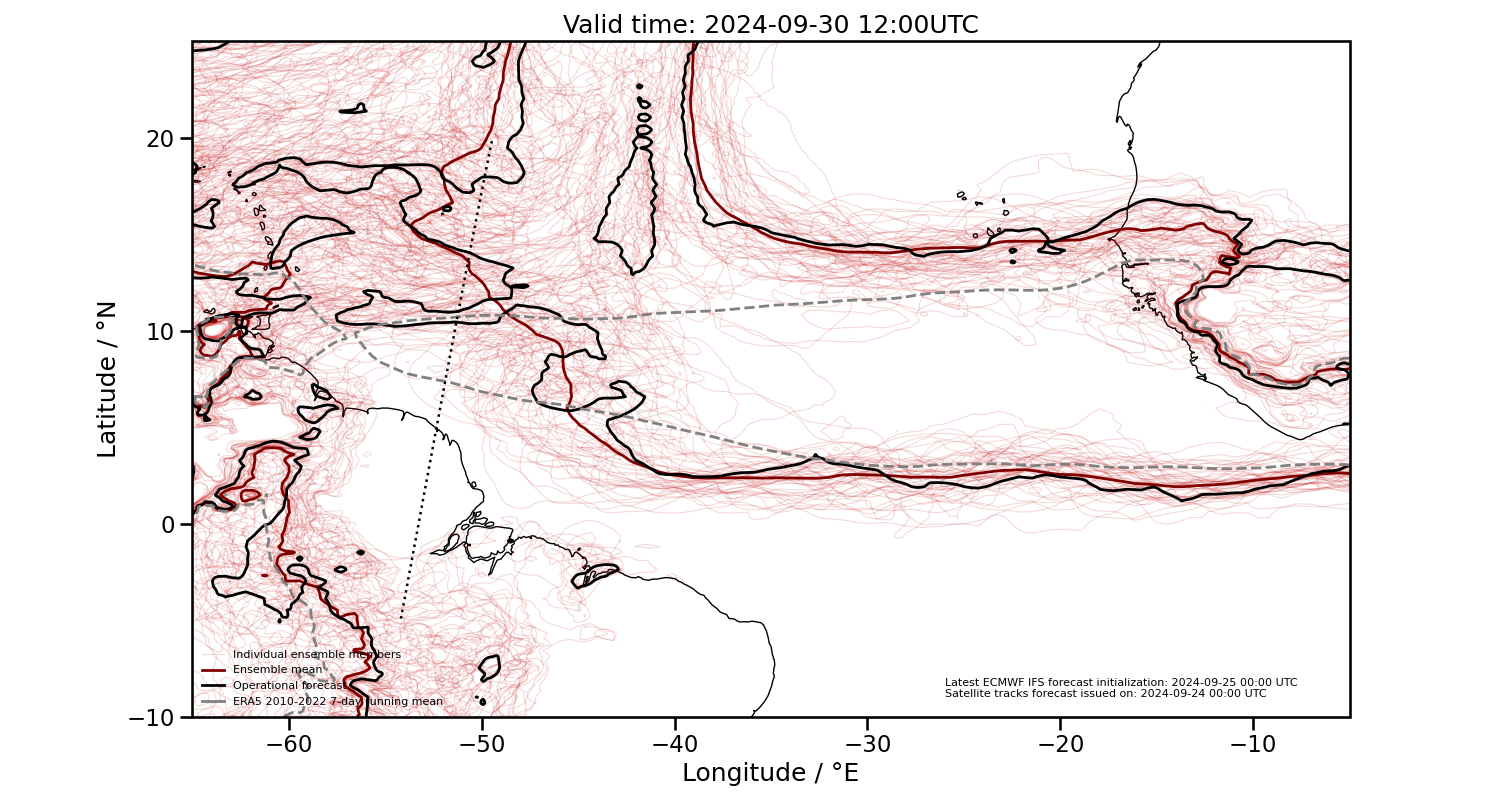 Valid time: 2024-09-30 12:00UTC
Latitude / °N
20
10
0
−10
Individual ensemble members
Ensemble mean
Operational forecast
ERA5 2010-2022 7-day running mean
Latest ECMWF IFS forecast initialization: 2024-09-25 00:00 UTC
Satellite tracks forecast issued on: 2024-09-24 00:00 UTC
−60
−50
−40
−30
−20
−10
Longitude / °E